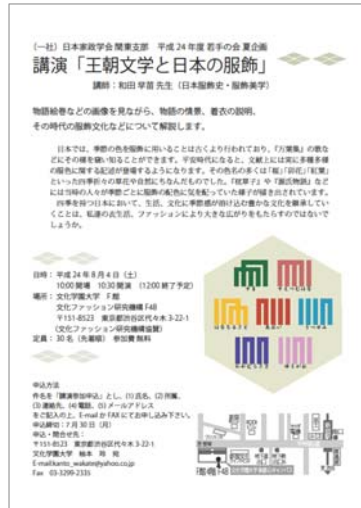 （一社）日本家政学会 関東支部　平成 24 年度 若手の会 夏企画
講演「王朝文学と日本の服飾」
講師：和田 早苗 先生（日本服飾史・服飾美学）
物語絵巻などの画像を見ながら、物語の情景、着衣の説明、
その時代の服飾文化などについて解説します。
日本では、季節の色を服飾に用いることは古くより行われており、『万葉集』の歌な
どにその様を窺い知ることができます。平安時代になると、文献上には実に多種多様
の服色に関する記述が登場するようになります。その色名の多くは「桜」「卯花」「紅葉」
といった四季折々の草花や自然にちなんだものでした。『枕草子』や『源氏物語』などに
は当時の人々が季節ごとに服飾の配色に気を配っていた様子が描き出されています。
四季を持つ日本において、生活、文化に季節感が溶け込む豊かな文化を継承してい
くことは、私達の衣生活、ファッションにより大きな広がりをもたらすのではないで
しょうか。
日時：平成 24 年 8 月 4 日（土）
10:00 開場　10:30 開演　（12:00 終了予定）
場所：文化学園大学　F 館
文化ファッション研究機構 F48
〒151-8523　東京都渋谷区代々木 3-22-1
（文化ファッション研究機構協賛）
定員：30 名（先着順）　参加費 無料
申込方法
件名を「講演参加申込」とし、(1) 氏名、(2) 所属、
(3) 連絡先、(4) 電話、(5) メールアドレス
をご記入の上、E-mail か FAX にてお申し込み下さい。
申込締切：7 月 30 日（月）
申込・問合せ先：
〒151-8523　東京都渋谷区代々木 3-22-1
文化学園大学　柚本　玲　宛
E-mail:kanto_wakate@yahoo.co.jp
Fax　03-3299-2335